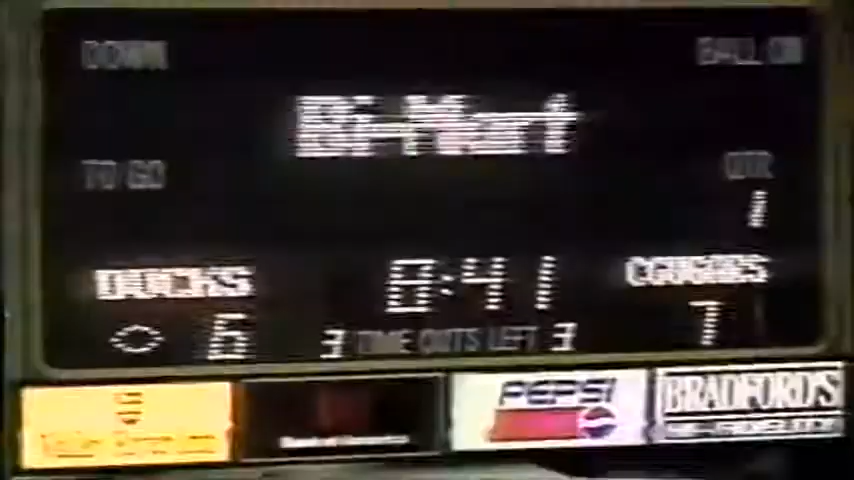 DOWN
BALL ON
Bi-Mart
TO GO
QTR
1
DUCKS
8:41
COUGARS
6
3 TIME OUTS LEFT 3
7
PEPSI
BRADFORD'S